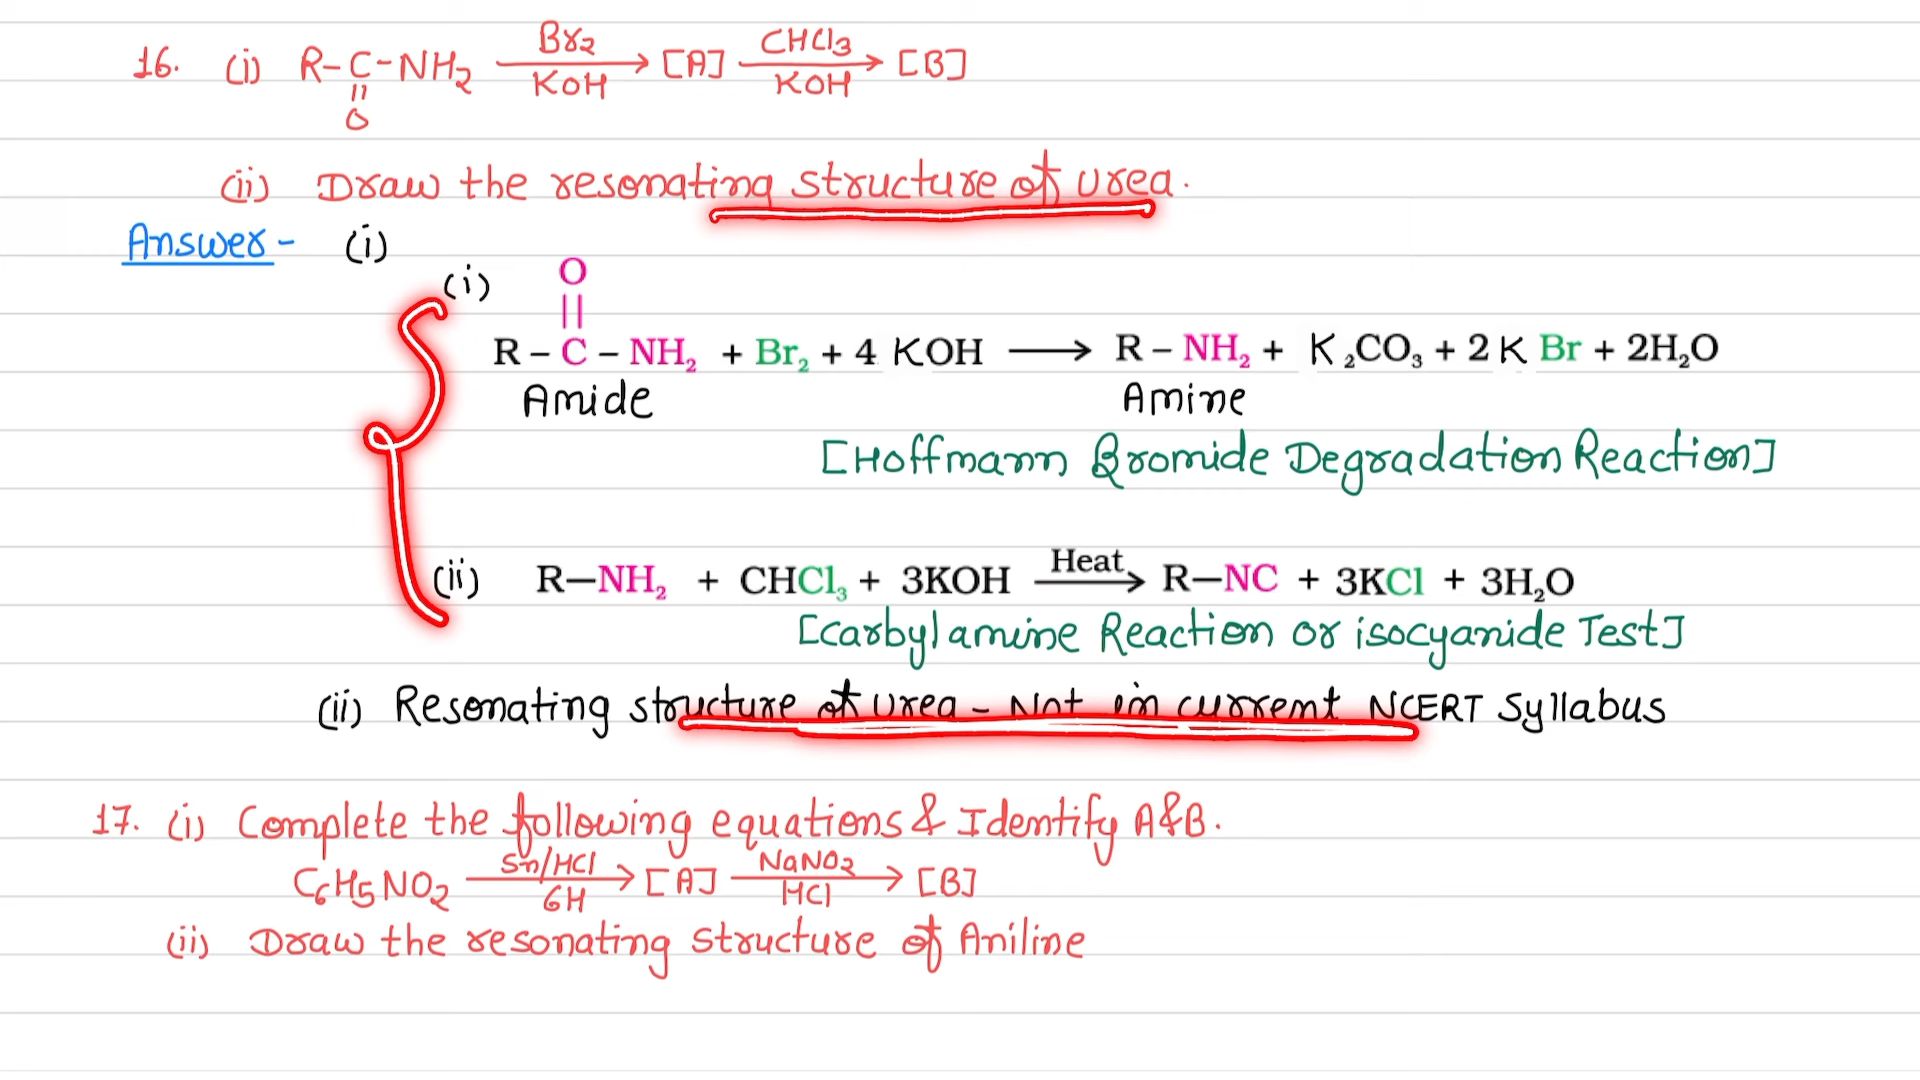 16. (i) R-C-NH₂ Br₂/KOH → [A] CHCl₃/KOH → [B]
||
O
(ii) Draw the resonating structure of urea.
Answer- (i)
(i) O
||
R – C – NH₂ + Br₂ + 4 KOH ⟶ R – NH₂ + K₂CO₃ + 2 K Br + 2H₂O
Amide Amine
[Hoffmann Bromide Degradation Reaction]
(ii) R–NH₂ + CHCl₃ + 3KOH Heat → R–NC + 3KCl + 3H₂O
[Carbylamine Reaction or isocyanide Test]
(ii) Resonating structure of urea - Not in current NCERT Syllabus
17. (i) Complete the following equations & Identify A&B.
C₆H₅NO₂ Sn/HCl 6H → [A] NaNO₂ HCl → [B]
(ii) Draw the resonating structure of Aniline